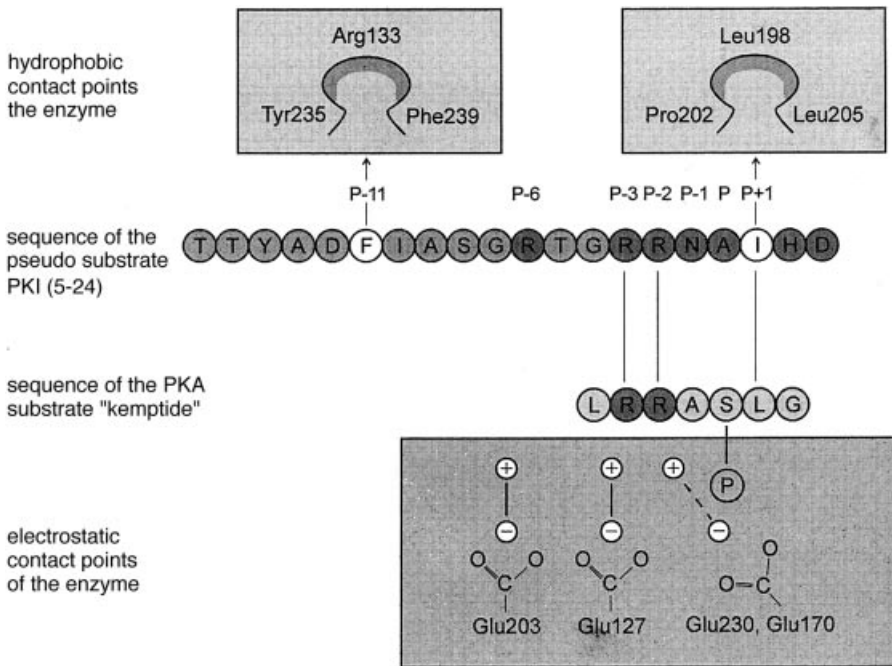 hydrophobic
contact points
the enzyme
Arg133
Tyr235
Phe239
Leu198
Pro202
Leu205
P-11
P-6
P-3
P-2
P-1
P
P+1
sequence of the
pseudo substrate
PKI (5-24)
T T Y A D F I A S G R T G R R N A I H D
sequence of the PKA
substrate "kemptide"
L R R A S L G
P
electrostatic
contact points
of the enzyme
+ + +
− − −
O O O O O
C C O C
Glu203
Glu127
Glu230, Glu170